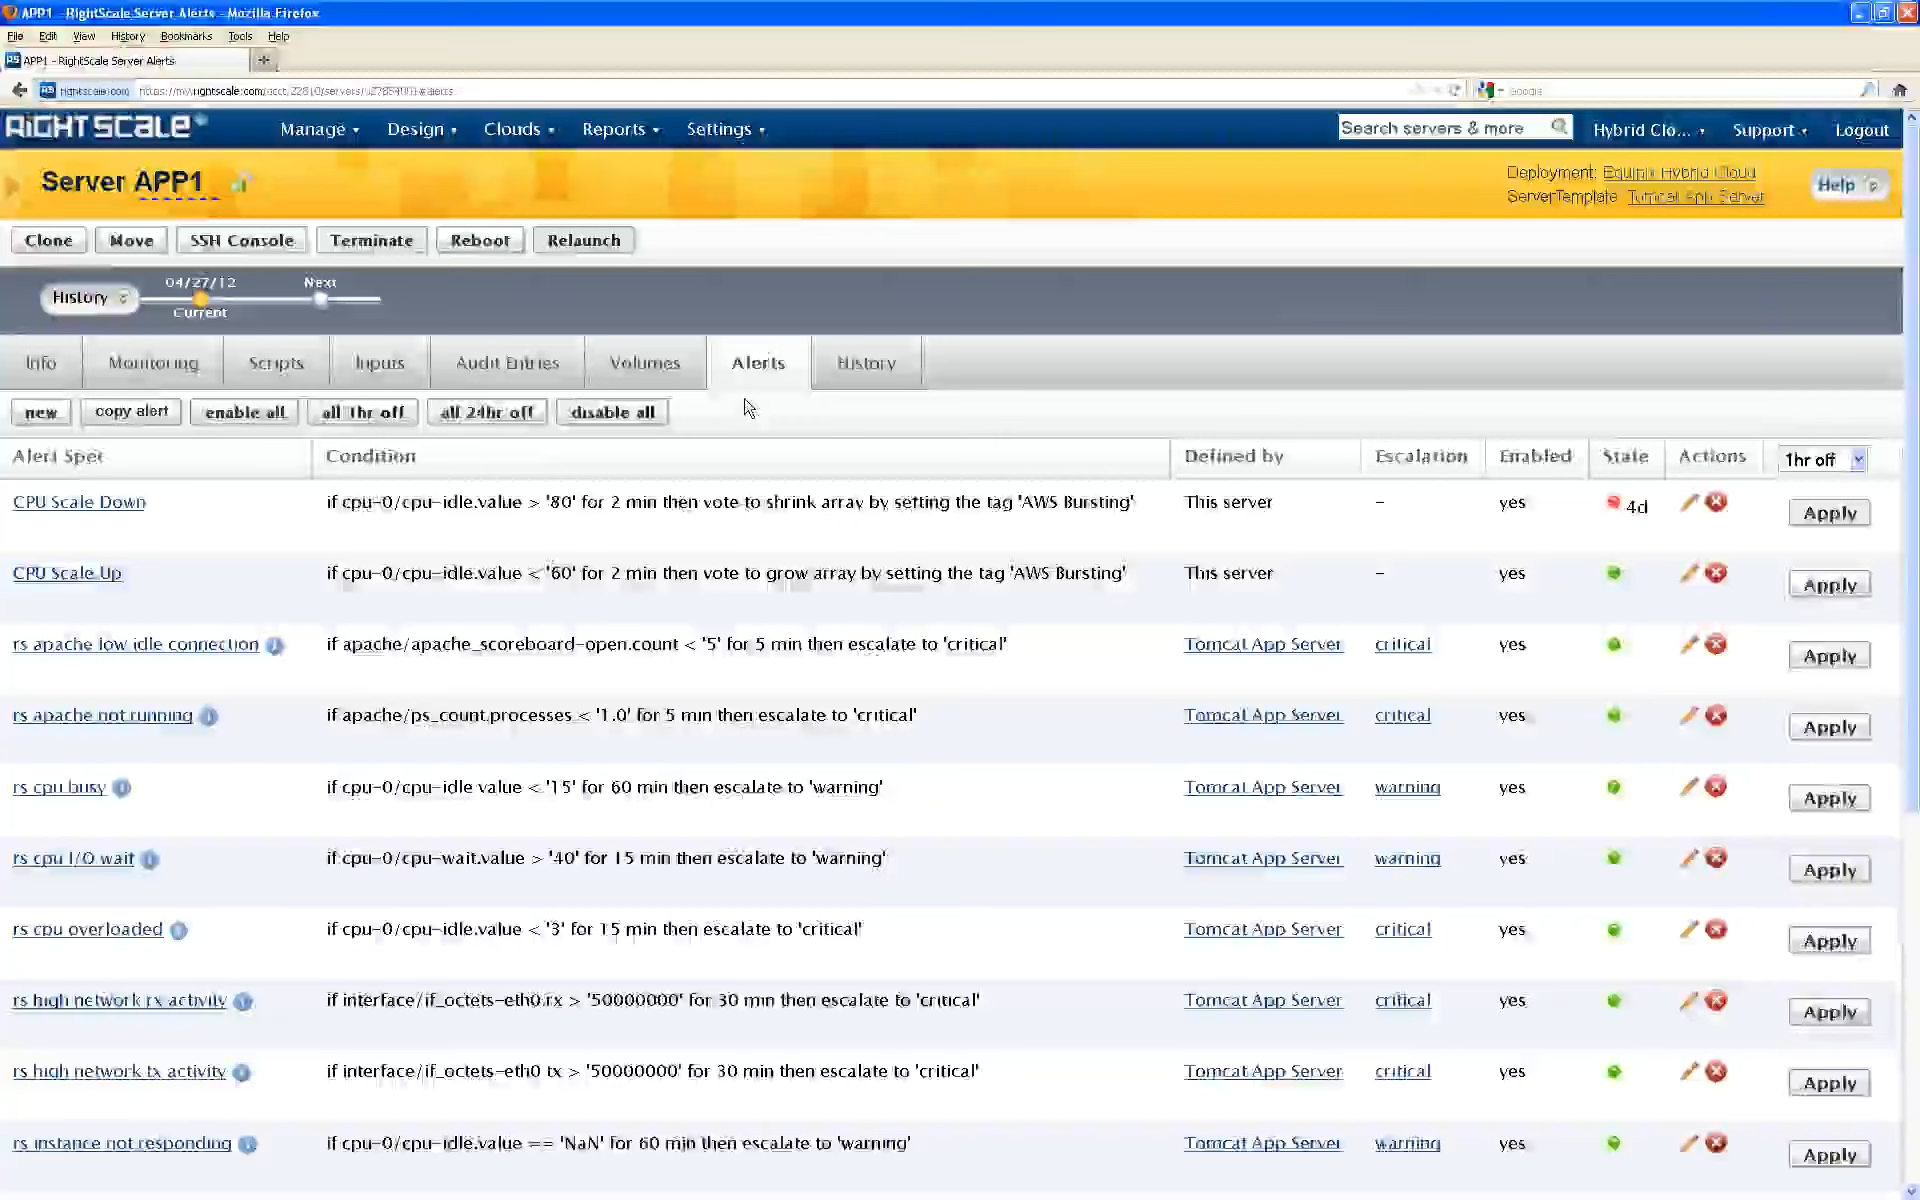 APP1 - RightScale Server Alerts - Mozilla Firefox
File Edit View History Bookmarks Tools Help
APP1 - RightScale Server Alerts
rightscale.com
Google
RIGHTSCALE Manage Design Clouds Reports Settings Search servers & more Hybrid Clo... Support Logout
Server APP1
Deployment: Equinix Hybrid Cloud
ServerTemplate Tomcat App Server
Help
Clone Move SSH Console Terminate Reboot Relaunch
History 04/27/12 Next
Current
Info Monitoring Scripts Inputs Audit Entries Volumes Alerts History
new copy alert enable all all 1hr off all 24hr off disable all
Alert Spec Condition Defined by Escalation Enabled State Actions 1hr off
CPU Scale Down if cpu-0/cpu-idle.value > '80' for 2 min then vote to shrink array by setting the tag 'AWS Bursting' This server - yes 4d Apply
CPU Scale Up if cpu-0/cpu-idle.value < '60' for 2 min then vote to grow array by setting the tag 'AWS Bursting' This server - yes Apply
rs apache low idle connection if apache/apache_scoreboard-open.count < '5' for 5 min then escalate to 'critical' Tomcat App Server critical yes Apply
rs apache not running if apache/ps_count.processes < '1.0' for 5 min then escalate to 'critical' Tomcat App Server critical yes Apply
rs cpu busy if cpu-0/cpu-idle value < '15' for 60 min then escalate to 'warning' Tomcat App Server warning yes Apply
rs cpu I/O wait if cpu-0/cpu-wait.value > '40' for 15 min then escalate to 'warning' Tomcat App Server warning yes Apply
rs cpu overloaded if cpu-0/cpu-idle.value < '3' for 15 min then escalate to 'critical' Tomcat App Server critical yes Apply
rs high network rx activity if interface/if_octets-eth0.rx > '50000000' for 30 min then escalate to 'critical' Tomcat App Server critical yes Apply
rs high network tx activity if interface/if_octets-eth0 tx > '50000000' for 30 min then escalate to 'critical' Tomcat App Server critical yes Apply
rs instance not responding if cpu-0/cpu-idle.value == 'NaN' for 60 min then escalate to 'warning' Tomcat App Server warning yes Apply